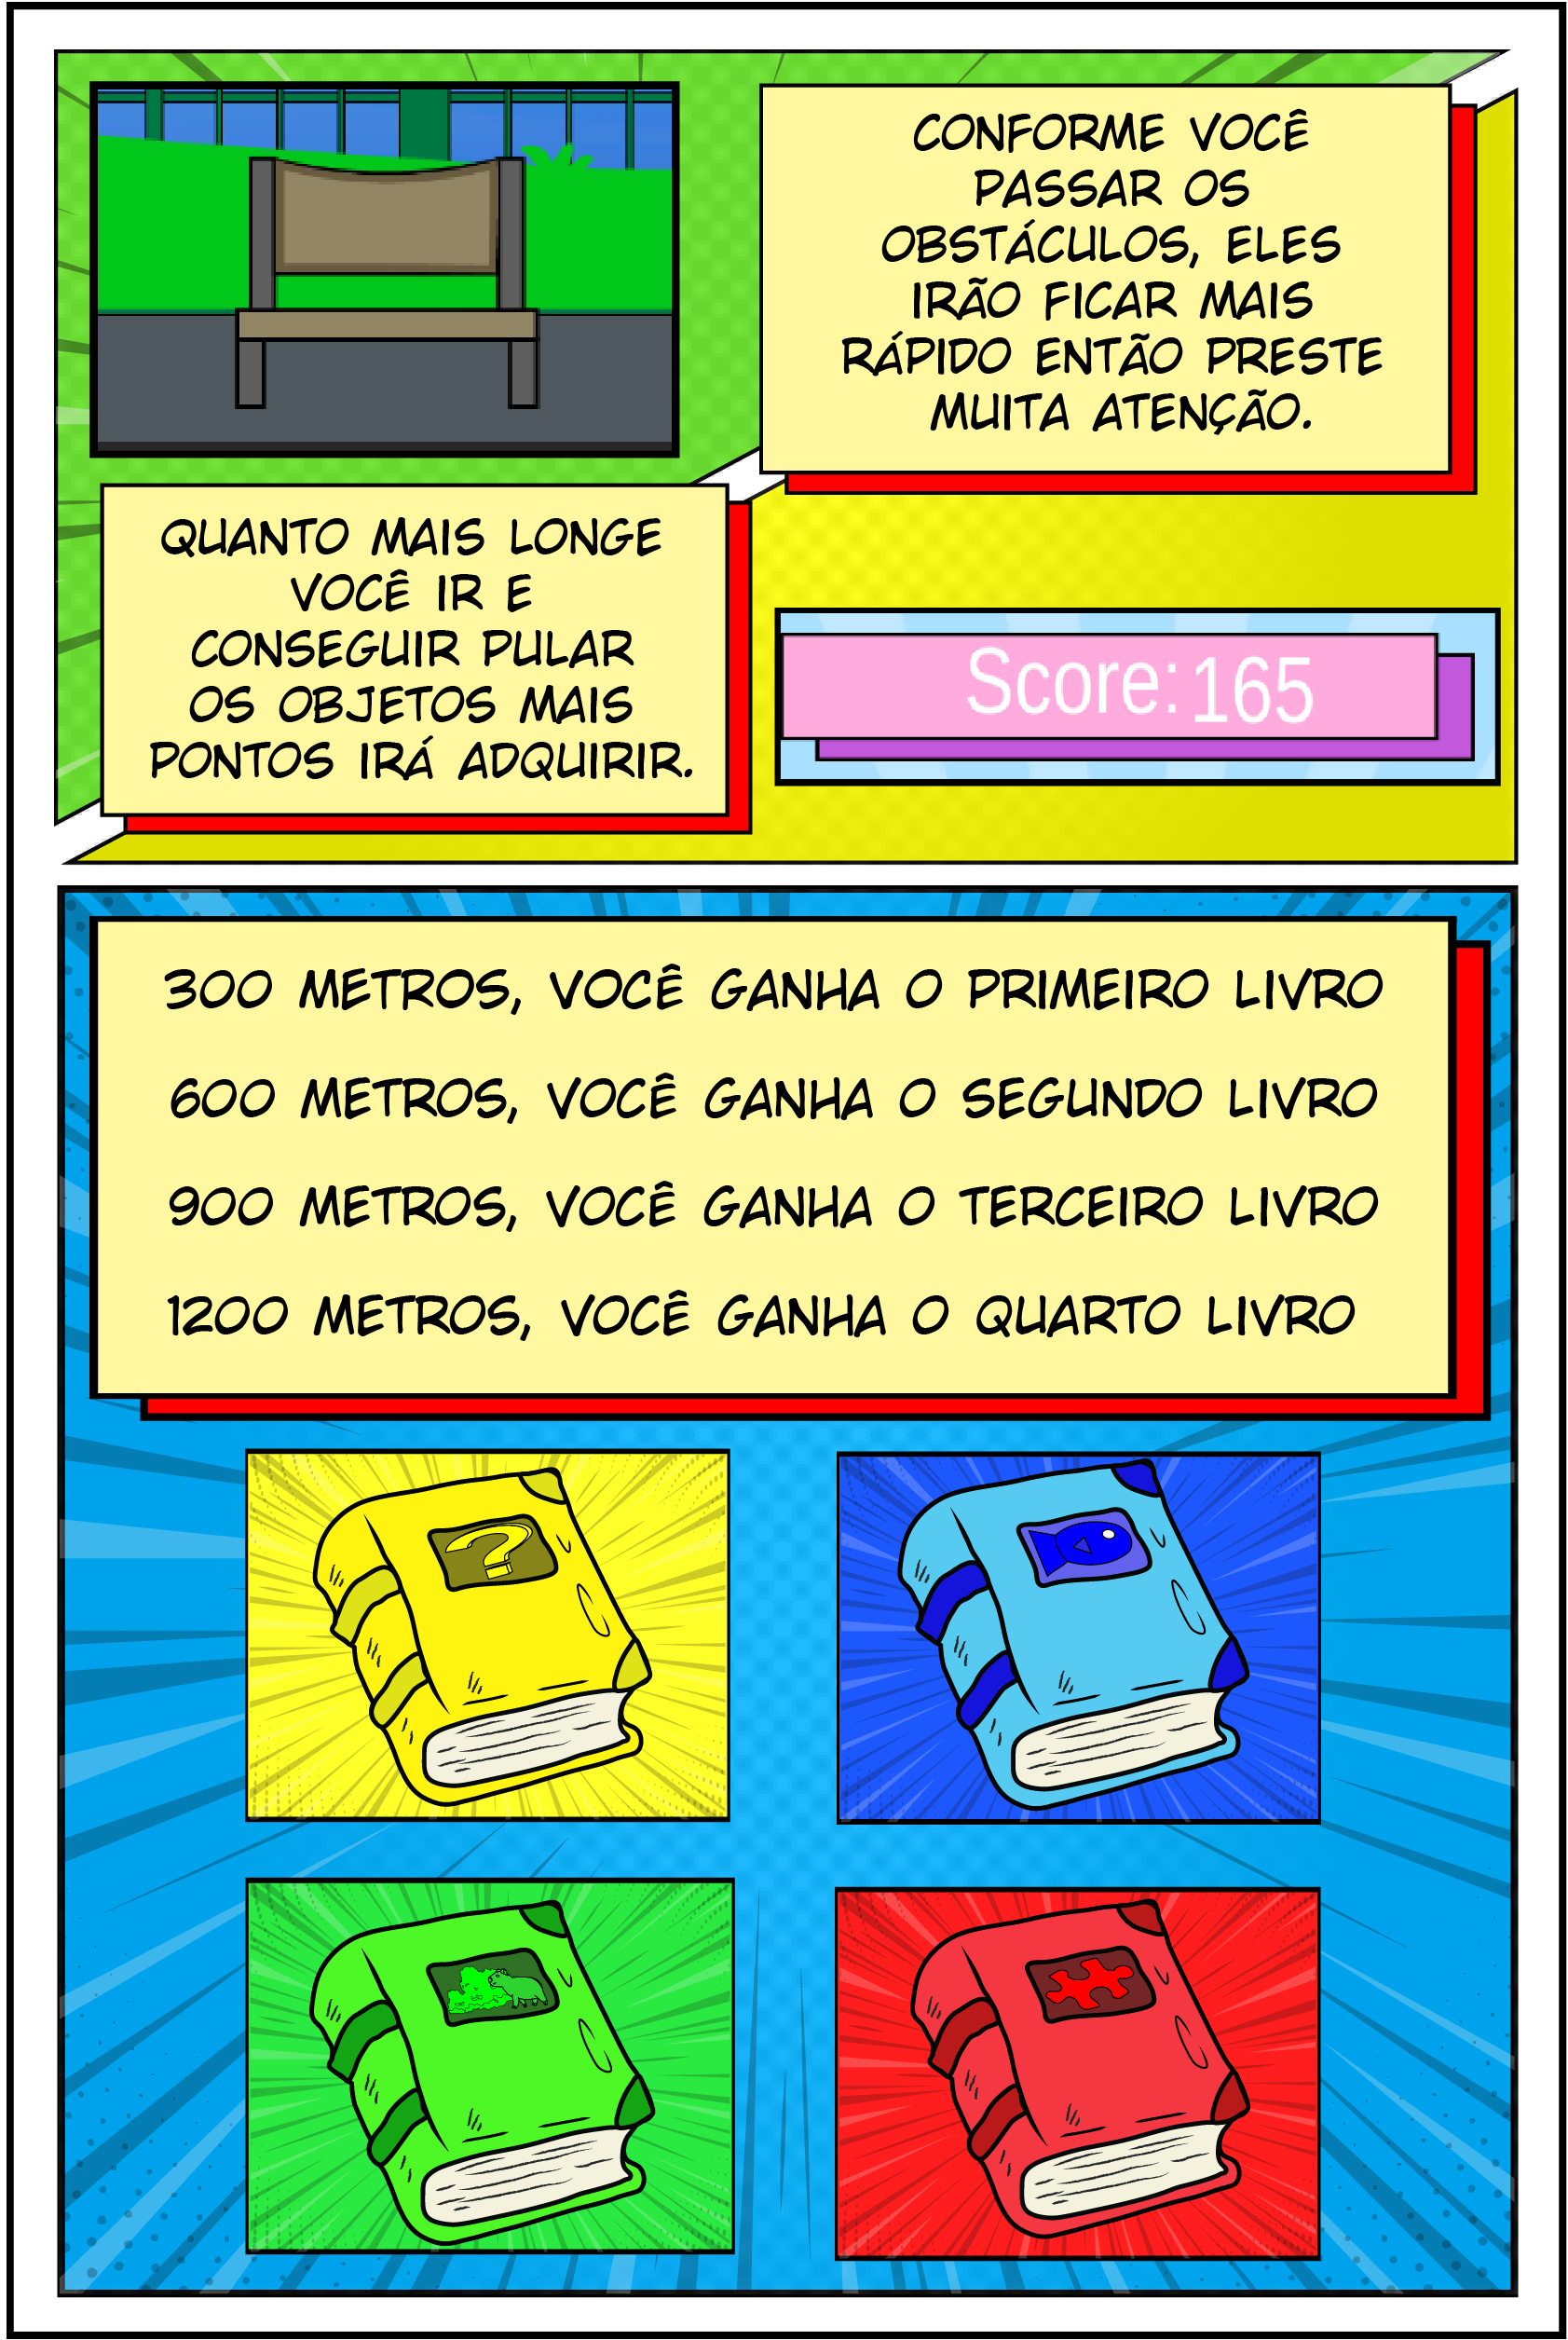 CONFORME VOCÊ
PASSAR OS
OBSTÁCULOS, ELES
IRÃO FICAR MAIS
RÁPIDO ENTÃO PRESTE
MUITA ATENÇÃO.
QUANTO MAIS LONGE
VOCÊ IR E
CONSEGUIR PULAR
OS OBJETOS MAIS
PONTOS IRÁ ADQUIRIR.
Score: 165
300 METROS, VOCÊ GANHA O PRIMEIRO LIVRO
600 METROS, VOCÊ GANHA O SEGUNDO LIVRO
900 METROS, VOCÊ GANHA O TERCEIRO LIVRO
1200 METROS, VOCÊ GANHA O QUARTO LIVRO
?